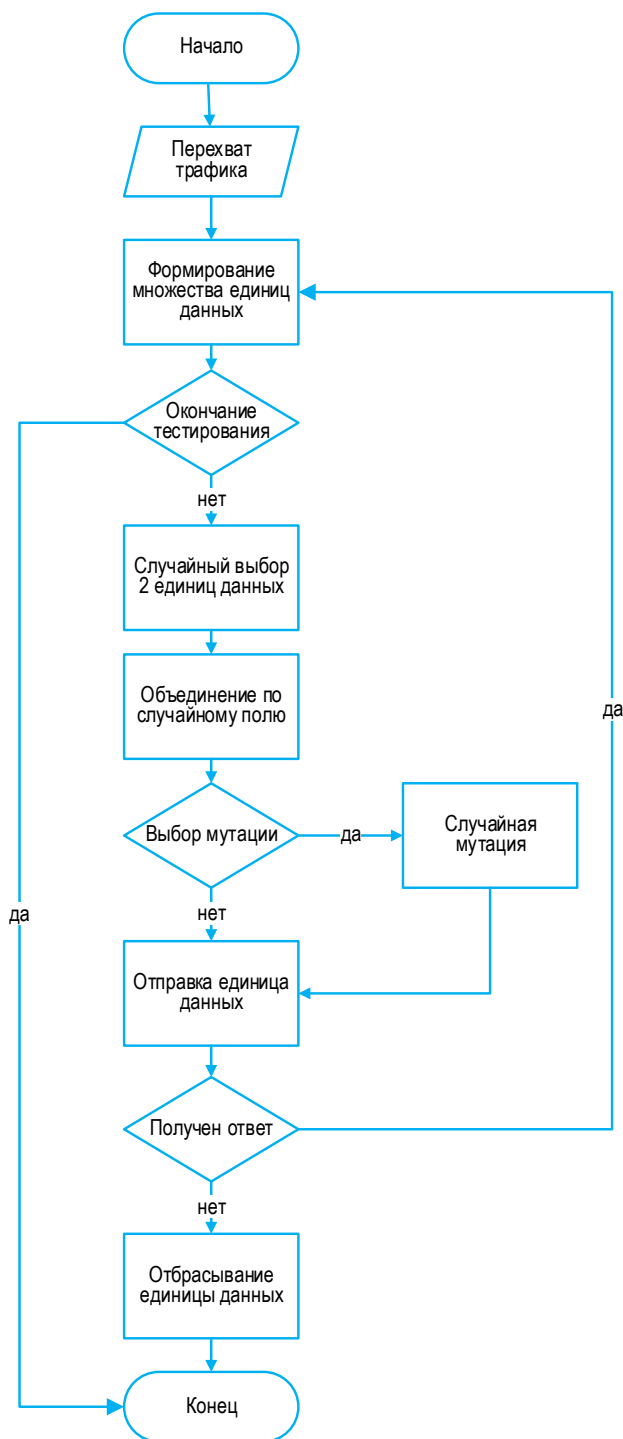 Начало
Перехват
трафика
Формирование
множества единиц
данных
Окончание
тестирования
нет
Случайный выбор
2 единиц данных
Объединение по
случайному полю
да
Выбор мутации
да
Случайная
мутация
да
нет
Отправка единица
данных
Получен ответ
нет
Отбрасывание
единицы данных
Конец